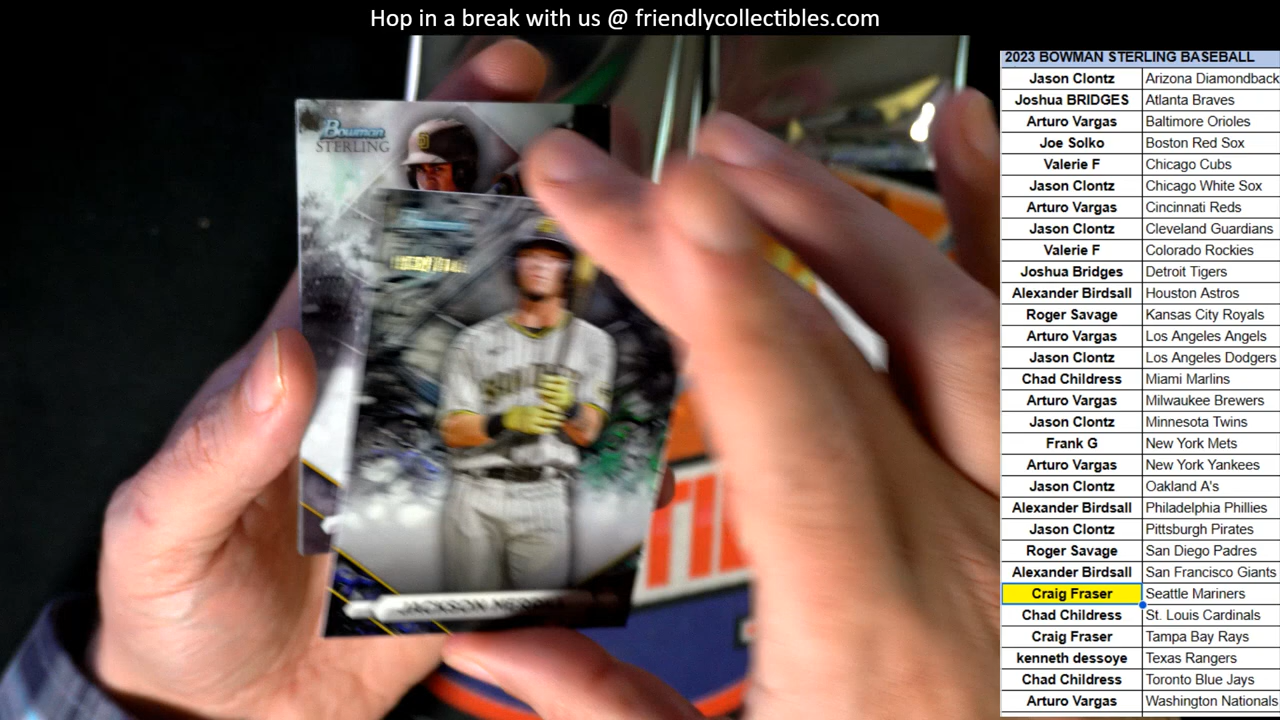 Hop in a break with us @ friendlycollectibles.com
2023 BOWMAN STERLING BASEBALL
Jason Clontz Arizona Diamondback
Joshua BRIDGES Atlanta Braves
Arturo Vargas Baltimore Orioles
Joe Solko Boston Red Sox
Valerie F Chicago Cubs
Jason Clontz Chicago White Sox
Arturo Vargas Cincinnati Reds
Jason Clontz Cleveland Guardians
Valerie F Colorado Rockies
Joshua Bridges Detroit Tigers
Alexander Birdsall Houston Astros
Roger Savage Kansas City Royals
Arturo Vargas Los Angeles Angels
Jason Clontz Los Angeles Dodgers
Chad Childress Miami Marlins
Arturo Vargas Milwaukee Brewers
Jason Clontz Minnesota Twins
Frank G New York Mets
Arturo Vargas New York Yankees
Jason Clontz Oakland A's
Alexander Birdsall Philadelphia Phillies
Jason Clontz Pittsburgh Pirates
Roger Savage San Diego Padres
Alexander Birdsall San Francisco Giants
Craig Fraser Seattle Mariners
Chad Childress St. Louis Cardinals
Craig Fraser Tampa Bay Rays
kenneth dessoye Texas Rangers
Chad Childress Toronto Blue Jays
Arturo Vargas Washington Nationals
Bowman
STERLING
JACKSON